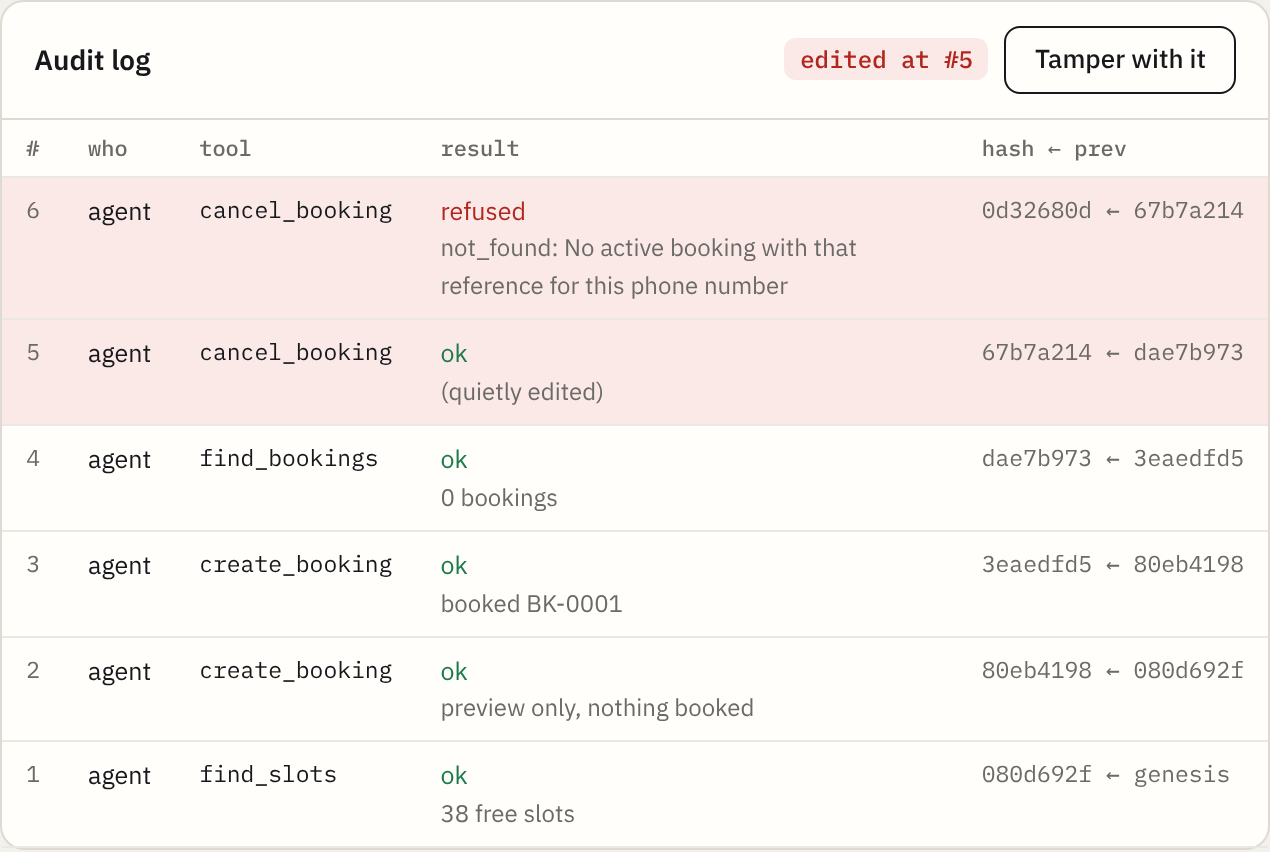 Audit log
edited at #5
Tamper with it
# who tool result hash ← prev
6 agent cancel_booking refused 0d32680d ← 67b7a214
not_found: No active booking with that
reference for this phone number
5 agent cancel_booking ok 67b7a214 ← dae7b973
(quietly edited)
4 agent find_bookings ok dae7b973 ← 3eaedfd5
0 bookings
3 agent create_booking ok 3eaedfd5 ← 80eb4198
booked BK-0001
2 agent create_booking ok 80eb4198 ← 080d692f
preview only, nothing booked
1 agent find_slots ok 080d692f ← genesis
38 free slots